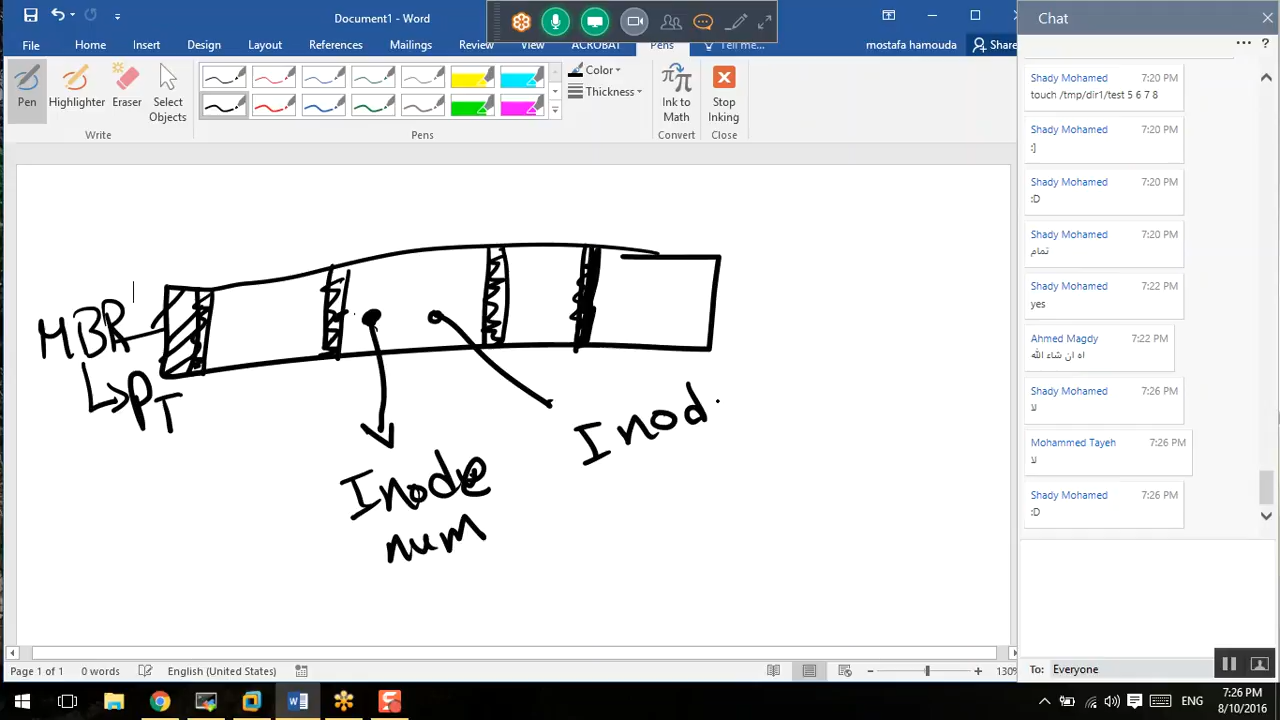 Document1 - Word
File
Home
Insert
Design
Layout
References
Mailings
Review
View
ACROBAT
Pens
Tell me...
mostafa hamouda
Share
Pen
Highlighter
Eraser
Select
Objects
Color
Thickness
Ink to
Math
Stop
Inking
Write
Pens
Convert
Close
MBR
PT
Inode
num
Inod
Chat
Shady Mohamed 7:20 PM
touch /tmp/dir1/test 5 6 7 8
Shady Mohamed 7:20 PM
:]
Shady Mohamed 7:20 PM
:D
Shady Mohamed 7:20 PM
تمام
Shady Mohamed 7:22 PM
yes
Ahmed Magdy 7:22 PM
اه ان شاء الله
Shady Mohamed 7:26 PM
لا
Mohammed Tayeh 7:26 PM
لا
Shady Mohamed 7:26 PM
:D
To: Everyone
Page 1 of 1
0 words
English (United States)
130%
ENG
7:26 PM
8/10/2016